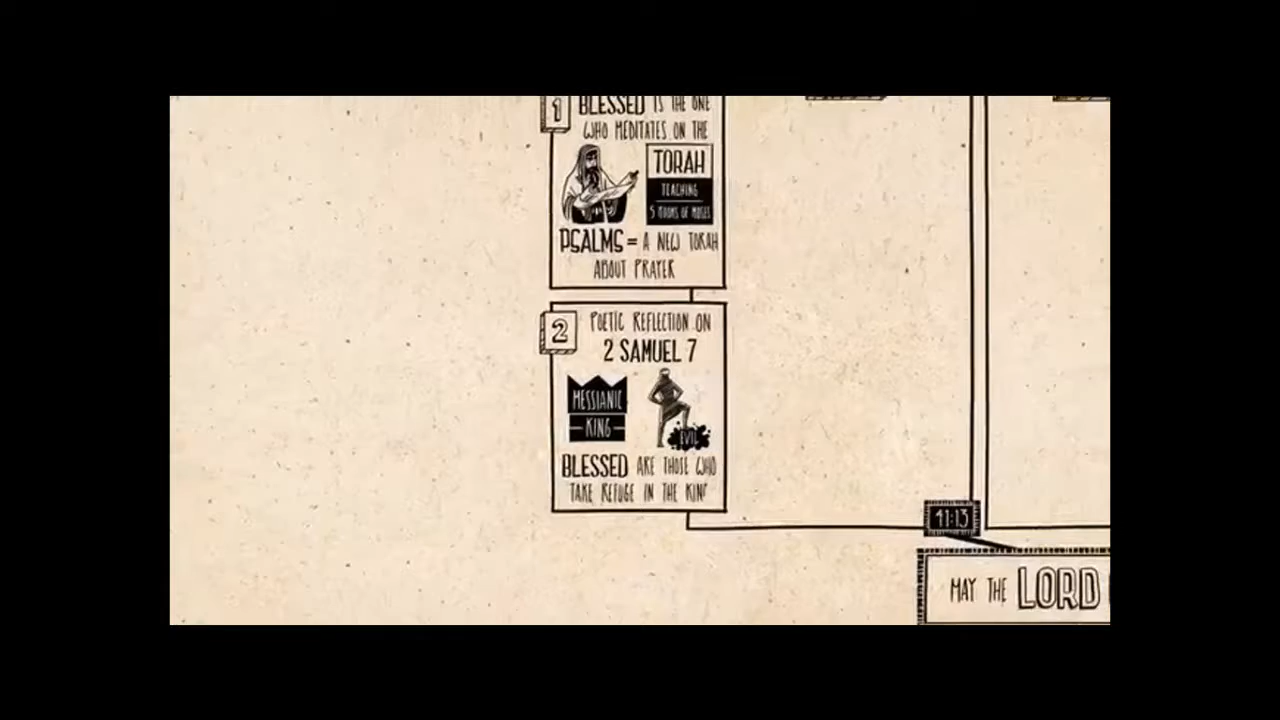 1 BLESSED IS THE ONE
WHO MEDITATES ON THE
TORAH
TEACHING
5 ROOMS OF MOSES
PSALMS = A NEW TORAH
ABOUT PRAYER
2 POETIC REFLECTION ON
2 SAMUEL 7
MESSIANIC
KING
EVIL
BLESSED ARE THOSE WHO
TAKE REFUGE IN THE KING
41:13
MAY THE LORD